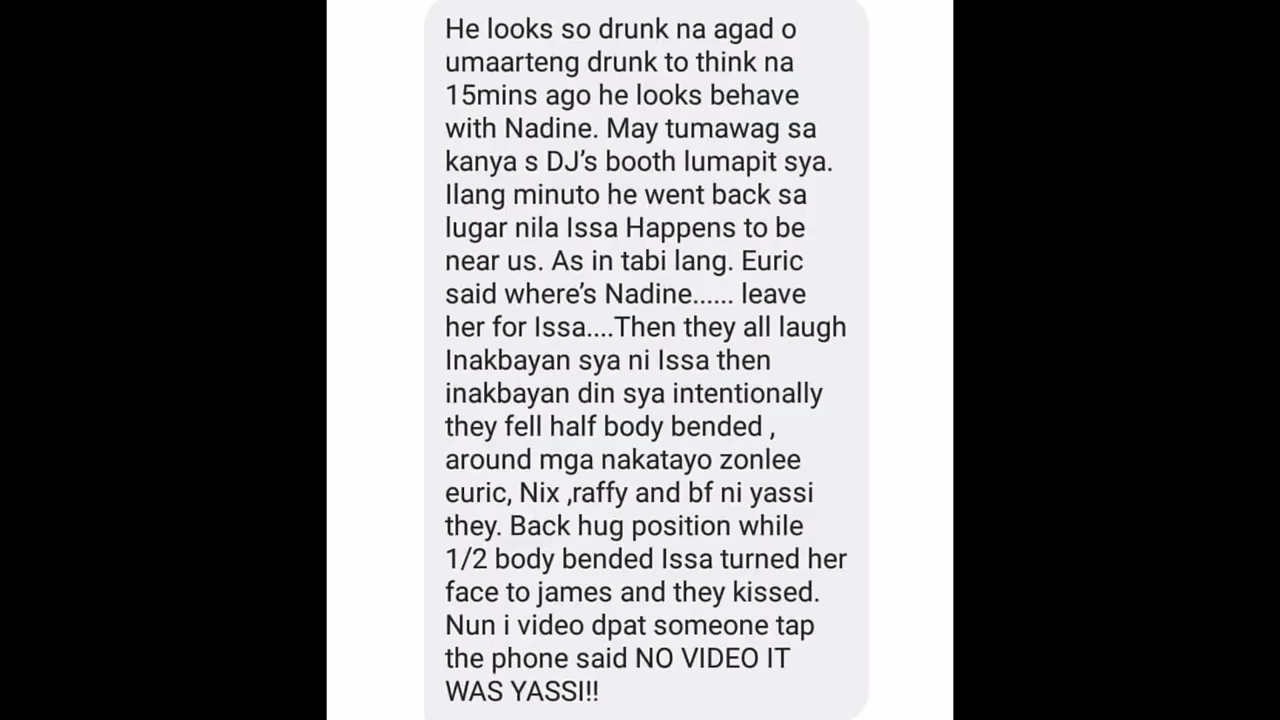 He looks so drunk na agad o
umaarteng drunk to think na
15mins ago he looks behave
with Nadine. May tumawag sa
kanya s DJ's booth lumapit sya.
Ilang minuto he went back sa
lugar nila Issa Happens to be
near us. As in tabi lang. Euric
said where's Nadine...... leave
her for Issa....Then they all laugh
Inakbayan sya ni Issa then
inakbayan din sya intentionally
they fell half body bended ,
around mga nakatayo zonlee
euric, Nix ,raffy and bf ni yassi
they. Back hug position while
1/2 body bended Issa turned her
face to james and they kissed.
Nun i video dpat someone tap
the phone said NO VIDEO IT
WAS YASSI!!